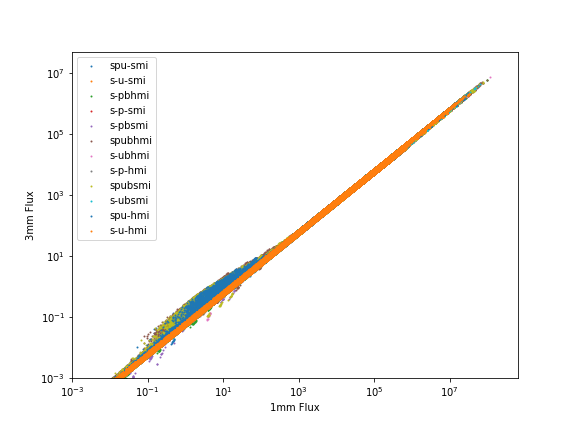 10^7
10^5
10^3
10^1
10^-1
10^-3
3mm Flux
spu-smi
s-u-smi
s-pbhmi
s-p-smi
s-pbsmi
spubhmi
s-ubhmi
s-p-hmi
spubsmi
s-ubsmi
spu-hmi
s-u-hmi
10^-3 10^-1 10^1 10^3 10^5 10^7
1mm Flux